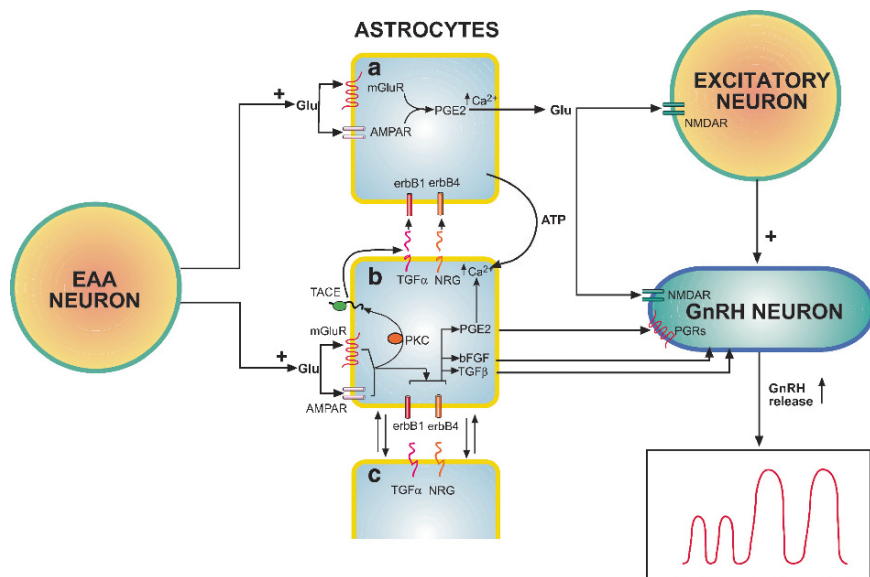 ASTROCYTES
a
mGluR
AMPAR
PGE2
↑Ca2+
+
Glu
Glu
EXCITATORY
NEURON
NMDAR
erbB1 erbB4
ATP
+
EAA
NEURON
b
TGFα NRG
↑Ca2+
TACE
mGluR
PKC
PGE2
bFGF
TGFβ
+
Glu
AMPAR
erbB1 erbB4
NMDAR
GnRH NEURON
PGRs
GnRH
release ↑
c
TGFα NRG